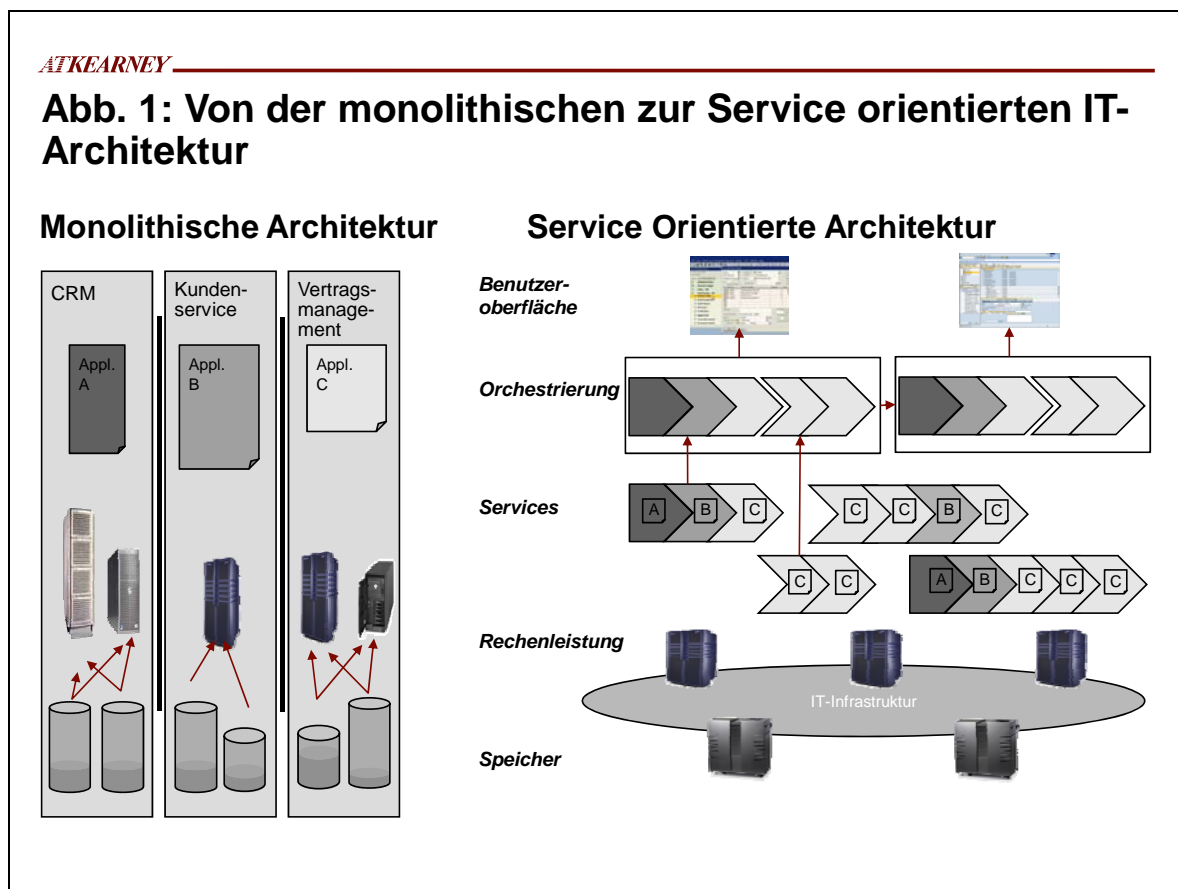 ATKEARNEY
Abb. 1: Von der monolithischen zur Service orientierten IT-
Architektur
Monolithische Architektur
Service Orientierte Architektur
CRM
Kunden-
service
Vertrags-
manage-
ment
Appl.
A
Appl.
B
Appl.
C
Benutzer-
oberfläche
Orchestrierung
Services
A
B
C
C
C
B
C
C
C
A
B
C
C
C
Rechenleistung
IT-Infrastruktur
Speicher